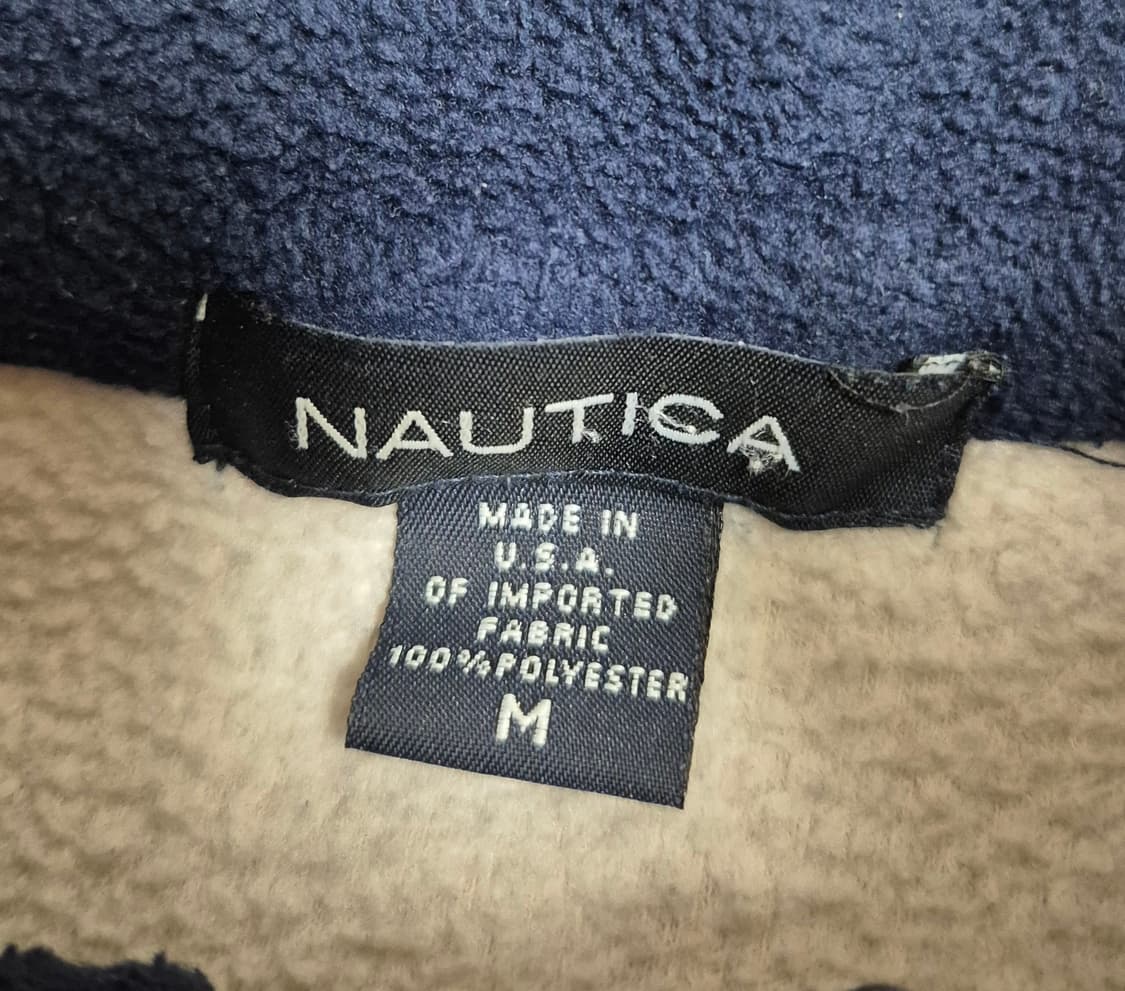 NAUTICA
MADE IN
U.S.A.
OF IMPORTED
FABRIC
100%POLYESTER
M